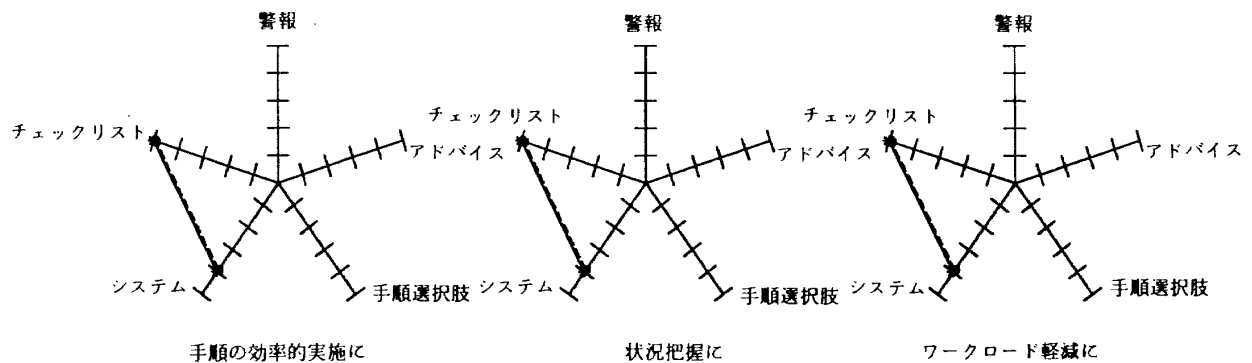 警報
チェックリスト
アドバイス
システム
手順選択肢
手順の効率的実施に
警報
チェックリスト
アドバイス
システム
手順選択肢
状況把握に
警報
チェックリスト
アドバイス
システム
手順選択肢
ワークロード軽減に